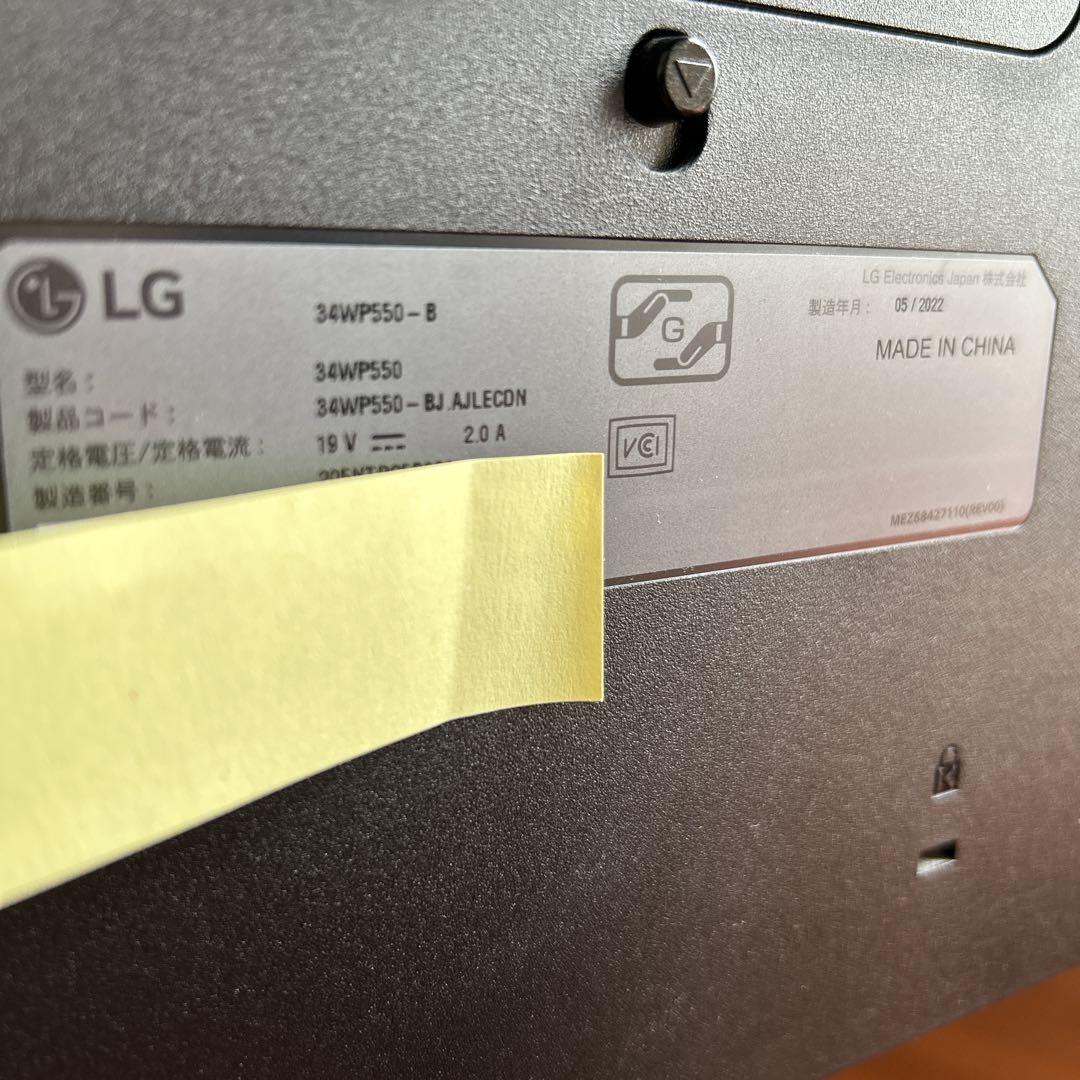 LG
34WP550-B
型名: 34WP550
製品コード: 34WP550-BJ.AJLECDN
定格電圧/定格電流: 19 V 2.0 A
製造番号:
G
VCI
LG Electronics Japan 株式会社
製造年月: 05 / 2022
MADE IN CHINA
MEZ68427110(REV00)
K